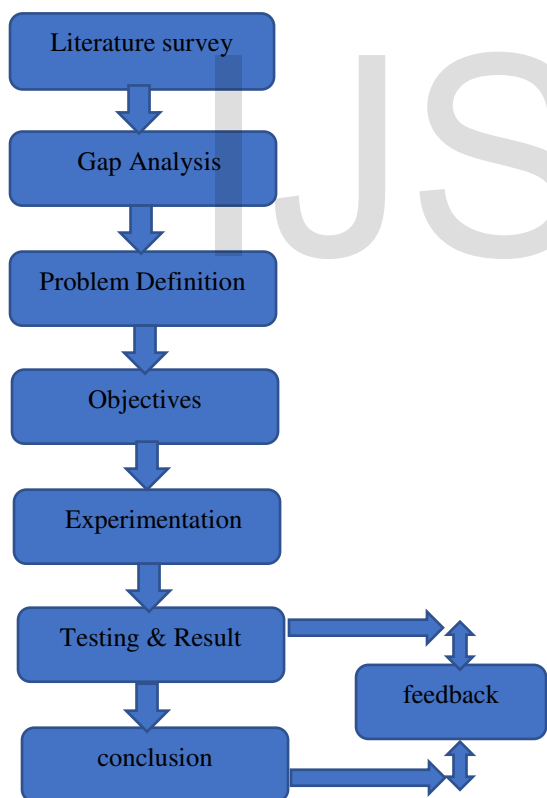 Literature survey
IJS
Gap Analysis
Problem Definition
Objectives
Experimentation
Testing & Result
feedback
conclusion